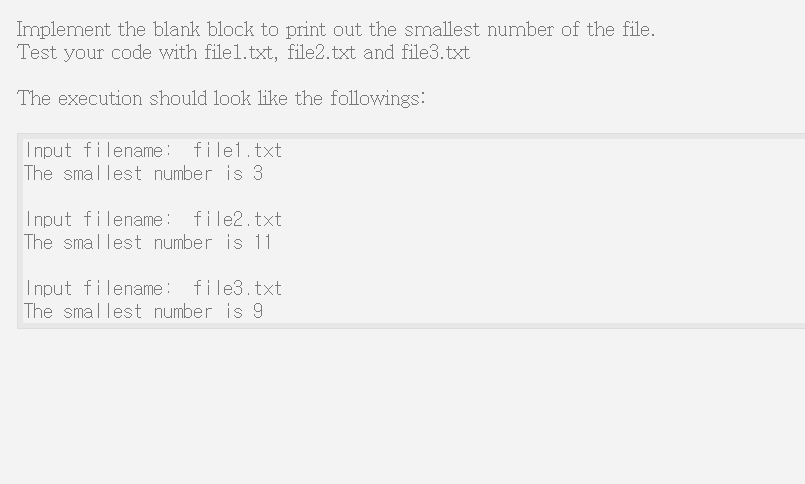 Implement the blank block to print out the smallest number of the file.
Test your code with file1.txt, file2.txt and file3.txt
The execution should look like the followings:
Input filename:  file1.txt
The smallest number is 3
Input filename:  file2.txt
The smallest number is 11
Input filename:  file3.txt
The smallest number is 9